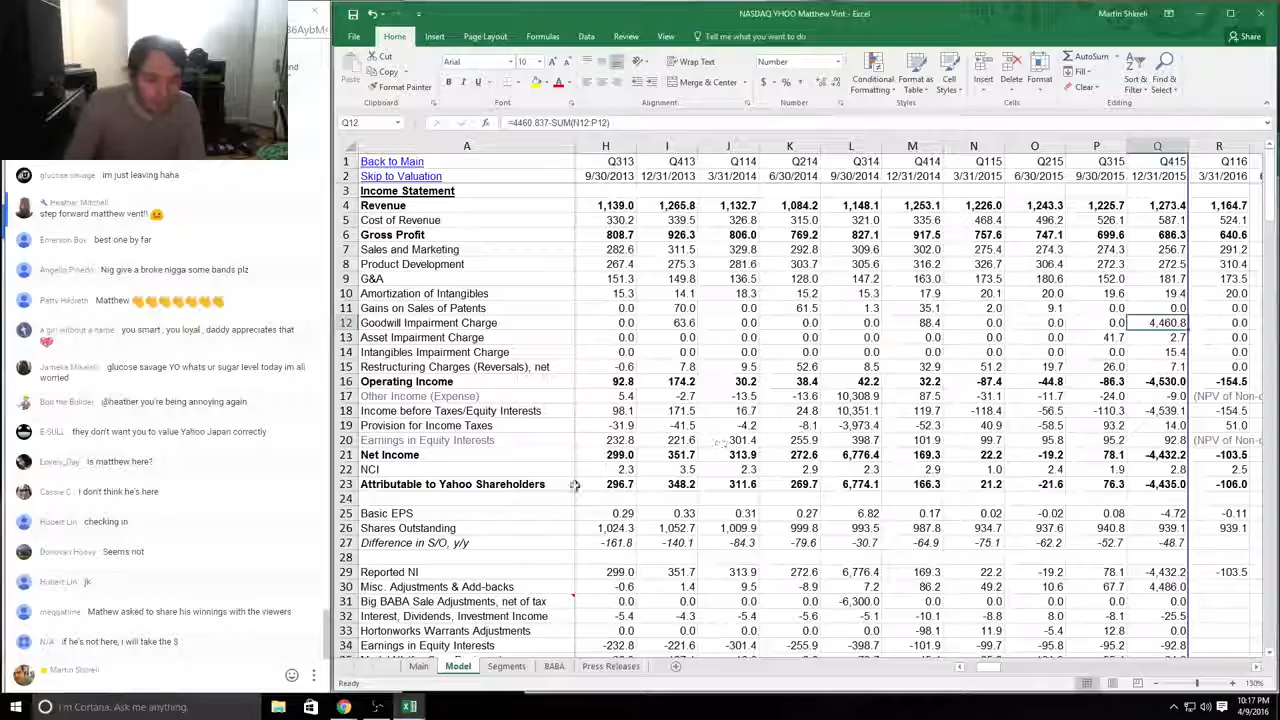 NASDAQ YHOO Matthew Vint - Excel
Martin Shkreli
File Home Insert Page Layout Formulas Data Review View Tell me what you want to do Share
Paste Cut Copy Format Painter Clipboard
Arial 10 B I U Font
Wrap Text Merge & Center Alignment
Number $ % Number
Conditional Formatting Format as Table Cell Styles Styles
Insert Delete Format Cells
AutoSum Fill Clear Sort & Filter Find & Select Editing
Q12 fx =4460.837-SUM(N12:P12)
A H I J K L M N O P Q R
1 Back to Main Q313 Q413 Q114 Q214 Q314 Q414 Q115 Q215 Q315 Q415 Q116
2 Skip to Valuation 9/30/2013 12/31/2013 3/31/2014 6/30/2014 9/30/2014 12/31/2014 3/31/2015 6/30/2015 9/30/2015 12/31/2015 3/31/2016
3 Income Statement
4 Revenue 1,139.0 1,265.8 1,132.7 1,084.2 1,148.1 1,253.1 1,226.0 1,243.3 1,225.7 1,273.4 1,164.7
5 Cost of Revenue 330.2 339.5 326.8 315.0 321.0 335.6 468.4 496.2 526.1 587.1 524.1
6 Gross Profit 808.7 926.3 806.0 769.2 827.1 917.5 757.6 747.1 699.6 686.3 640.6
7 Sales and Marketing 282.6 311.5 329.8 292.8 309.6 302.0 275.4 274.3 274.3 256.7 291.2
8 Product Development 267.4 275.3 281.6 303.7 305.6 316.2 326.7 306.4 272.3 272.5 310.4
9 G&A 151.3 149.8 136.5 128.0 147.2 163.0 173.5 180.6 152.0 181.7 173.5
10 Amortization of Intangibles 15.3 14.1 18.3 15.2 15.3 17.9 20.1 20.0 19.6 19.4 20.0
11 Gains on Sales of Patents 0.0 70.0 0.0 61.5 1.3 35.1 2.0 9.1 0.0 0.0 0.0
12 Goodwill Impairment Charge 0.0 63.6 0.0 0.0 0.0 88.4 0.0 0.0 0.0 4,460.8 0.0
13 Asset Impairment Charge 0.0 0.0 0.0 0.0 0.0 0.0 0.0 0.0 41.7 2.7 0.0
14 Intangibles Impairment Charge 0.0 0.0 0.0 0.0 0.0 0.0 0.0 0.0 0.0 15.4 0.0
15 Restructuring Charges (Reversals), net -0.6 7.8 9.5 52.6 8.5 32.9 51.2 19.7 26.0 7.1 0.0
16 Operating Income 92.8 174.2 30.2 38.4 42.2 32.2 -87.4 -44.8 -86.3 -4,530.0 -154.5
17 Other Income (Expense) 5.4 -2.7 -13.5 -13.6 10,308.9 87.5 -31.1 -11.7 -24.0 -9.0 (NPV of Non-
18 Income before Taxes/Equity Interests 98.1 171.5 16.7 24.8 10,351.1 119.7 -118.4 -56.5 -110.3 -4,539.1 -154.5
19 Provision for Income Taxes -31.9 -41.5 -4.2 -8.1 -3,973.4 -52.3 40.9 -58.5 93.2 14.0 51.0
20 Earnings in Equity Interests 232.8 221.6 301.4 255.9 398.7 101.9 99.7 95.8 95.2 92.8 (NPV of Non-
21 Net Income 299.0 351.7 313.9 272.6 6,776.4 169.3 22.2 -19.2 78.1 -4,432.2 -103.5
22 NCI 2.3 3.5 2.3 2.9 2.3 2.9 1.0 2.4 1.9 2.8 2.5
23 Attributable to Yahoo Shareholders 296.7 348.2 311.6 269.7 6,774.1 166.3 21.2 -21.6 76.3 -4,435.0 -106.0
24
25 Basic EPS 0.29 0.33 0.31 0.27 6.82 0.17 0.02 -0.02 0.08 -4.72 -0.11
26 Shares Outstanding 1,024.3 1,052.7 1,009.9 999.8 993.5 987.8 934.7 937.6 940.8 939.1 939.1
27 Difference in S/O, y/y -161.8 -140.1 -84.3 -79.6 -30.7 -64.9 -75.1 -62.2 -52.7 -48.7
28
29 Reported NI 299.0 351.7 313.9 272.6 6,776.4 169.3 22.2 -19.2 78.1 -4,432.2 -103.5
30 Misc. Adjustments & Add-backs -0.6 1.4 -8.9 7.2 86.2 49.2 10.6 67.7 4,486.0
31 Big BABA Sale Adjustments, net of tax 0.0 0.0 0.0 0.0 -6,300.0 0.0 0.0 0.0 0.0 0.0
32 Interest, Dividends, Investment Income -5.4 -4.3 -5.4 -5.6 -5.1 -10.1 -8.8 8.0 -8.1 -25.5
33 Hortonworks Warrants Adjustments 0.0 0.0 0.0 0.0 0.0 -98.1 11.9 -5.4 12.8 0.0
34 Earnings in Equity Interests -232.8 -221.6 -301.4 -255.9 -398.7 -101.9 -99.7 -95.8 -95.2 -92.8
Main Model Segments BABA Press Releases
130%
glucose savage im just leaving haha
Heather Mitchell
step forward matthew vent!!
Emerson Boy best one by far
Nig give a broke nigga some bands plz
Patty Hildreth Matthew
a girl without a name you smart , you loyal , daddy appreciates that
glucose savage YO whats ur sugar level today im all
worried
Bob the Builder @heather you're being annoying again
E-SULL they don't want you to value Yahoo Japan correctly
Lovely_Day Is matthew here?
Cassie C I don't think he's here
Hubert Lin checking in
Seems not
Hubert Lin jk
meggatime Mathew asked to share his winnings with the viewers
N/A if he's not here, i will take the $
Martin Shkreli
I'm Cortana. Ask me anything.
10:17 PM
4/9/2016